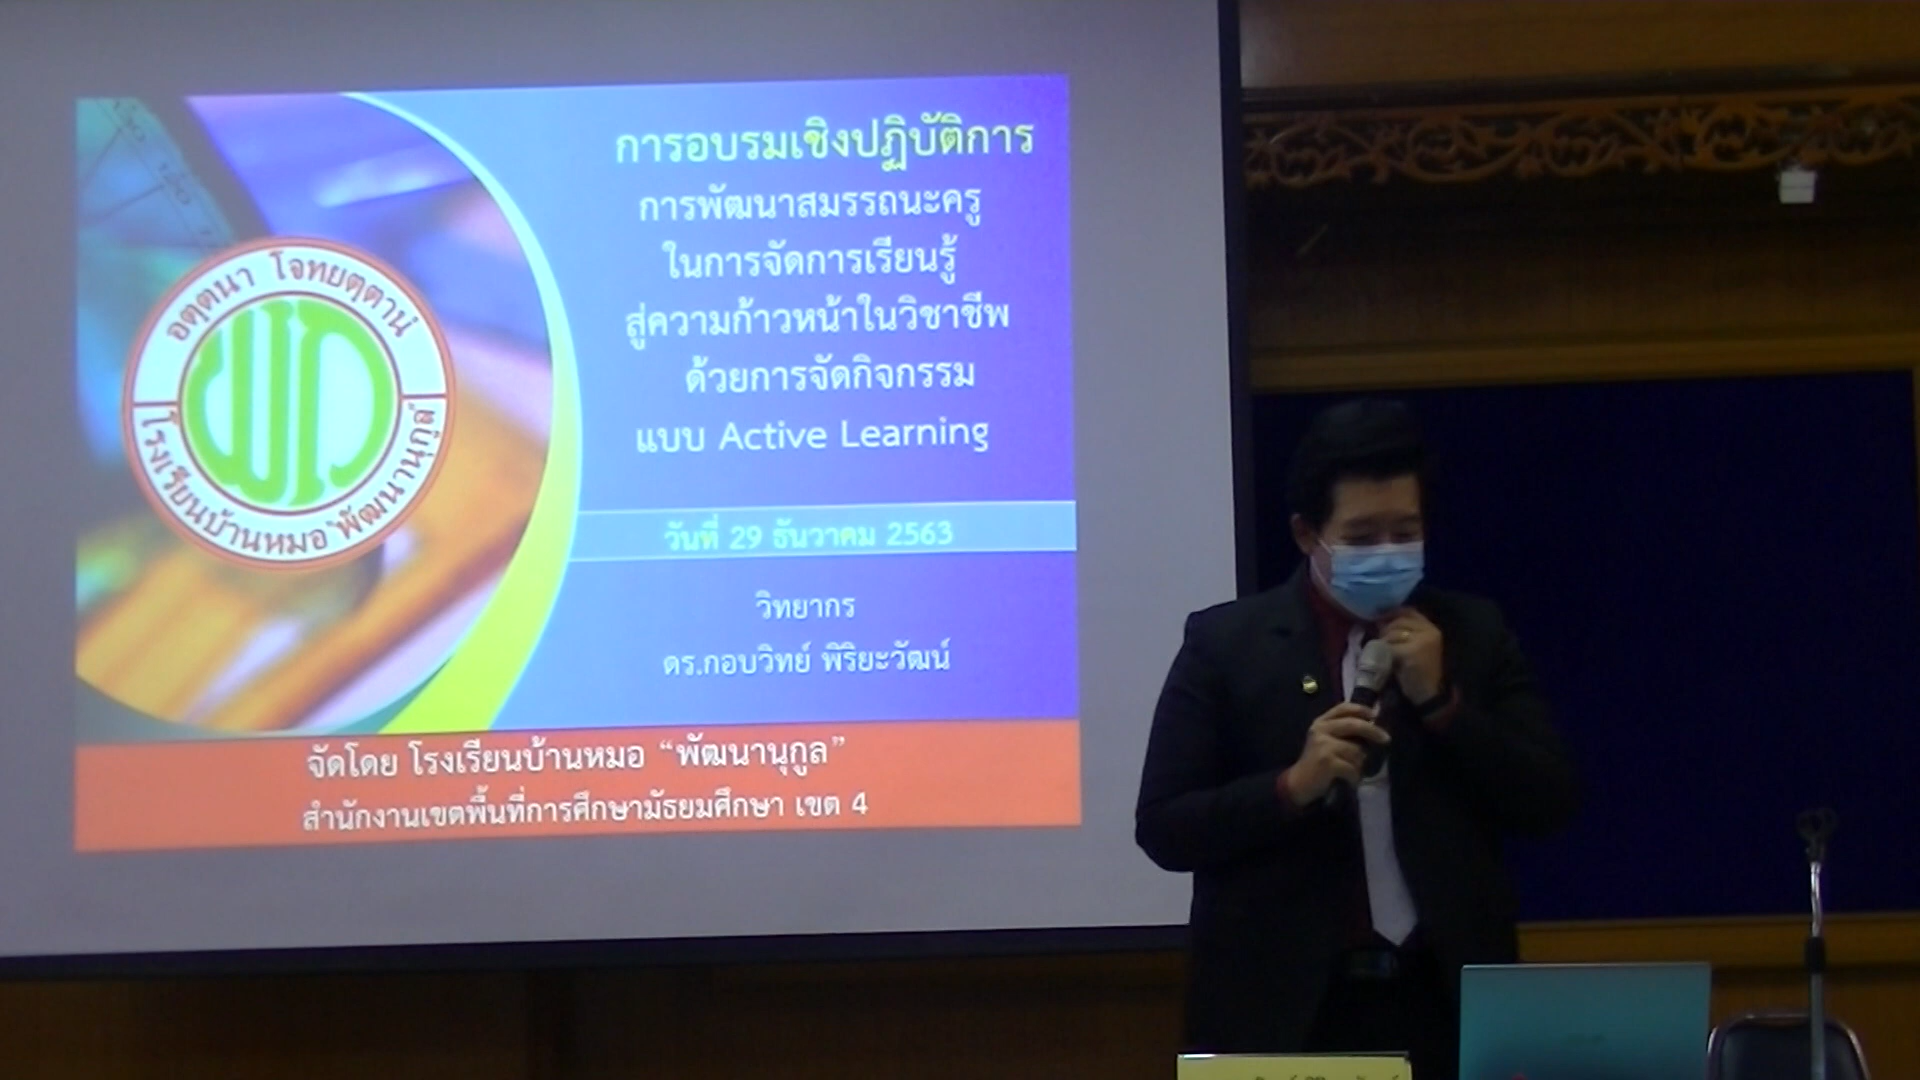 การอบรมเชิงปฏิบัติการ
การพัฒนาสมรรถนะครู
ในการจัดการเรียนรู้
สู่ความก้าวหน้าในวิชาชีพ
ด้วยการจัดกิจกรรม
แบบ Active Learning
วันที่ 29 ธันวาคม 2563
วิทยากร
ดร.กอบวิทย์ พิริยะวัฒน์
อตฺตนา โจทยตฺตานํ
พน
โรงเรียนบ้านหมอ "พัฒนานุกูล"
จัดโดย โรงเรียนบ้านหมอ “พัฒนานุกูล”
สำนักงานเขตพื้นที่การศึกษามัธยมศึกษา เขต 4